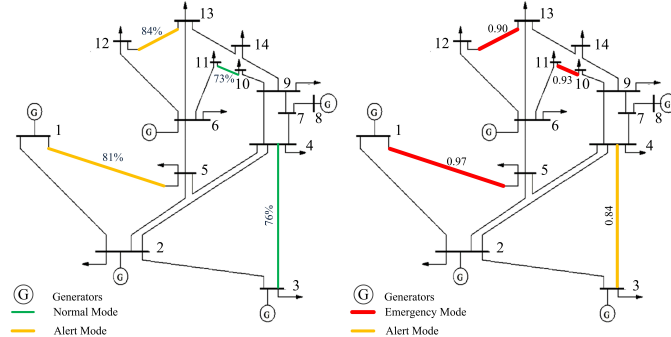 13
84%
12
14
11
73%
10
9
G
7
8
G
G
6
1
4
81%
5
76%
2
G
3
G
G
Generators
Normal Mode
Alert Mode
13
0.90
12
14
11
0.93
10
9
G
7
8
G
G
6
1
4
0.97
5
0.84
2
G
3
G
G
Generators
Emergency Mode
Alert Mode